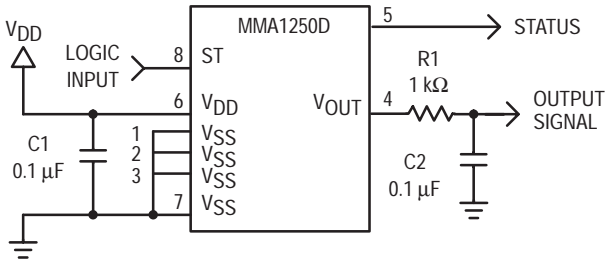 MMA1250D
5
STATUS
VDD
LOGIC
INPUT
8
ST
R1
1 kΩ
6
VDD
VOUT
4
OUTPUT
SIGNAL
C1
0.1 μF
1
VSS
2
VSS
3
VSS
7
VSS
C2
0.1 μF